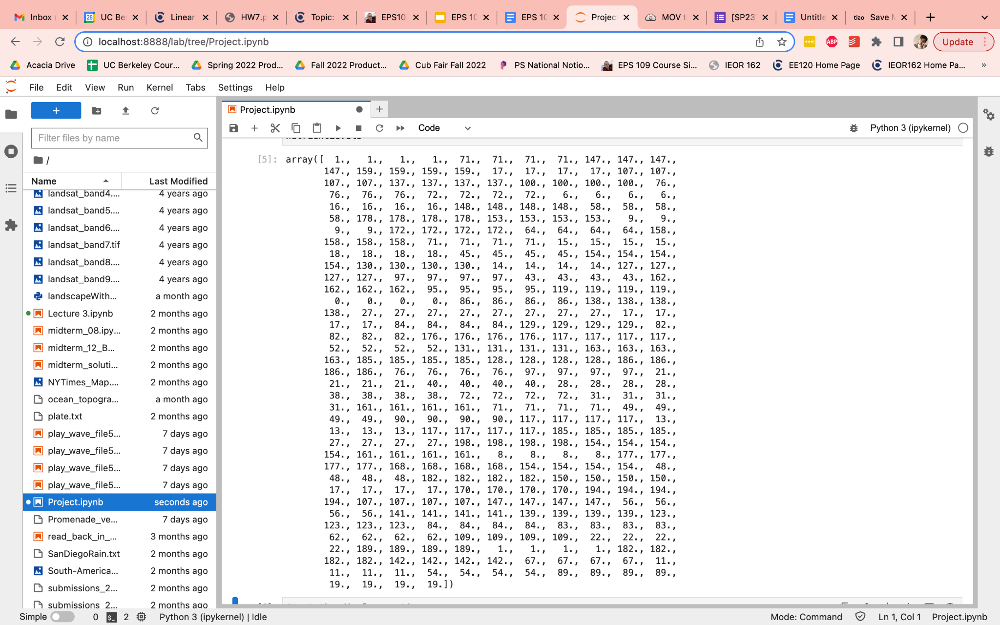 Inbox (
UC Be
Linear
HW7.p
Topic:
EPS10
EPS 10
EPS 10
Project
MOV t
[SP23
Untitle
tiao Save M
localhost:8888/lab/tree/Project.ipynb
ABP
Update
Acacia Drive
UC Berkeley Cour...
Spring 2022 Prod...
Fall 2022 Product...
Cub Fair Fall 2022
PS National Notio...
EPS 109 Course Si...
IEOR 162
EE120 Home Page
IEOR162 Home Pa...
»
File Edit View Run Kernel Tabs Settings Help
Filter files by name
/
Name Last Modified
landsat_band4.... 4 years ago
landsat_band5.... 4 years ago
landsat_band6.... 4 years ago
landsat_band7.tif 4 years ago
landsat_band8.... 4 years ago
landsat_band9.... 4 years ago
landscapeWith... a month ago
Lecture 3.ipynb 2 months ago
midterm_08.ipy... 2 months ago
midterm_12_B... 2 months ago
midterm_soluti... 2 months ago
NYTimes_Map.... 2 months ago
ocean_topogra... a month ago
plate.txt 2 months ago
play_wave_file5... 7 days ago
play_wave_file5... 7 days ago
play_wave_file5... 7 days ago
play_wave_file5... 7 days ago
Project.ipynb seconds ago
Promenade_ve... 7 days ago
read_back_in_... 3 months ago
SanDiegoRain.txt 2 months ago
South-America... 2 months ago
submissions_2... 2 months ago
submissions_2... 2 months ago
Project.ipynb
Code
Python 3 (ipykernel)
[5]: array([ 1., 1., 1., 1., 71., 71., 71., 71., 147., 147., 147.,
147., 159., 159., 159., 159., 17., 17., 17., 17., 107., 107.,
107., 107., 137., 137., 137., 137., 100., 100., 100., 100., 76.,
76., 76., 76., 72., 72., 72., 72., 6., 6., 6., 6.,
16., 16., 16., 16., 148., 148., 148., 148., 58., 58., 58.,
58., 178., 178., 178., 178., 153., 153., 153., 153., 9., 9.,
9., 9., 172., 172., 172., 172., 64., 64., 64., 64., 158.,
158., 158., 158., 71., 71., 71., 71., 15., 15., 15., 15.,
18., 18., 18., 18., 45., 45., 45., 45., 154., 154., 154.,
154., 130., 130., 130., 130., 14., 14., 14., 14., 127., 127.,
127., 127., 97., 97., 97., 97., 43., 43., 43., 43., 162.,
162., 162., 162., 95., 95., 95., 95., 119., 119., 119., 119.,
0., 0., 0., 0., 86., 86., 86., 86., 138., 138., 138.,
138., 27., 27., 27., 27., 27., 27., 27., 27., 17., 17.,
17., 17., 84., 84., 84., 84., 129., 129., 129., 129., 82.,
82., 82., 82., 176., 176., 176., 176., 117., 117., 117., 117.,
52., 52., 52., 52., 131., 131., 131., 131., 163., 163., 163.,
163., 185., 185., 185., 185., 128., 128., 128., 128., 186., 186.,
186., 186., 76., 76., 76., 76., 97., 97., 97., 97., 21.,
21., 21., 21., 40., 40., 40., 40., 28., 28., 28., 28.,
38., 38., 38., 38., 72., 72., 72., 72., 31., 31., 31.,
31., 161., 161., 161., 161., 71., 71., 71., 71., 49., 49.,
49., 49., 90., 90., 90., 90., 117., 117., 117., 117., 13.,
13., 13., 13., 117., 117., 117., 117., 185., 185., 185., 185.,
27., 27., 27., 27., 198., 198., 198., 198., 154., 154., 154.,
154., 161., 161., 161., 161., 8., 8., 8., 8., 177., 177.,
177., 177., 168., 168., 168., 168., 154., 154., 154., 154., 48.,
48., 48., 48., 182., 182., 182., 182., 150., 150., 150., 150.,
17., 17., 17., 17., 170., 170., 170., 170., 194., 194., 194.,
194., 107., 107., 107., 107., 147., 147., 147., 147., 56., 56.,
56., 56., 141., 141., 141., 141., 139., 139., 139., 139., 123.,
123., 123., 123., 84., 84., 84., 84., 83., 83., 83., 83.,
62., 62., 62., 62., 109., 109., 109., 109., 22., 22., 22.,
22., 189., 189., 189., 189., 1., 1., 1., 1., 182., 182.,
182., 182., 142., 142., 142., 142., 67., 67., 67., 67., 11.,
11., 11., 11., 54., 54., 54., 54., 89., 89., 89., 89.,
19., 19., 19., 19.])
Simple 0 $_ 2 Python 3 (ipykernel) | Idle Mode: Command Ln 1, Col 1 Project.ipynb